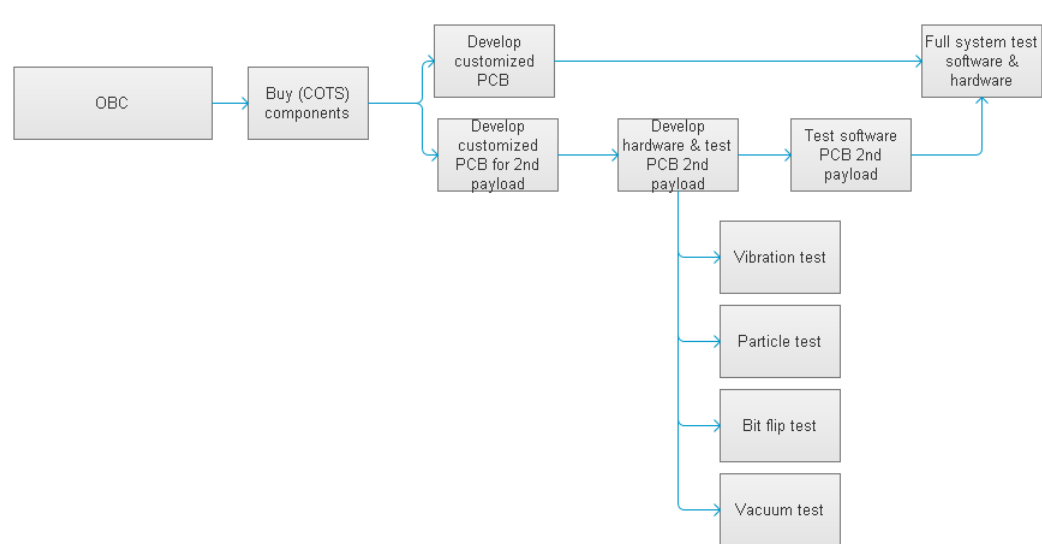 OBC
Buy (COTS)
components
Develop
customized
PCB
Develop
customized
PCB for 2nd
payload
Develop
hardware & test
PCB 2nd
payload
Test software
PCB 2nd
payload
Full system test
software &
hardware
Vibration test
Particle test
Bit flip test
Vacuum test